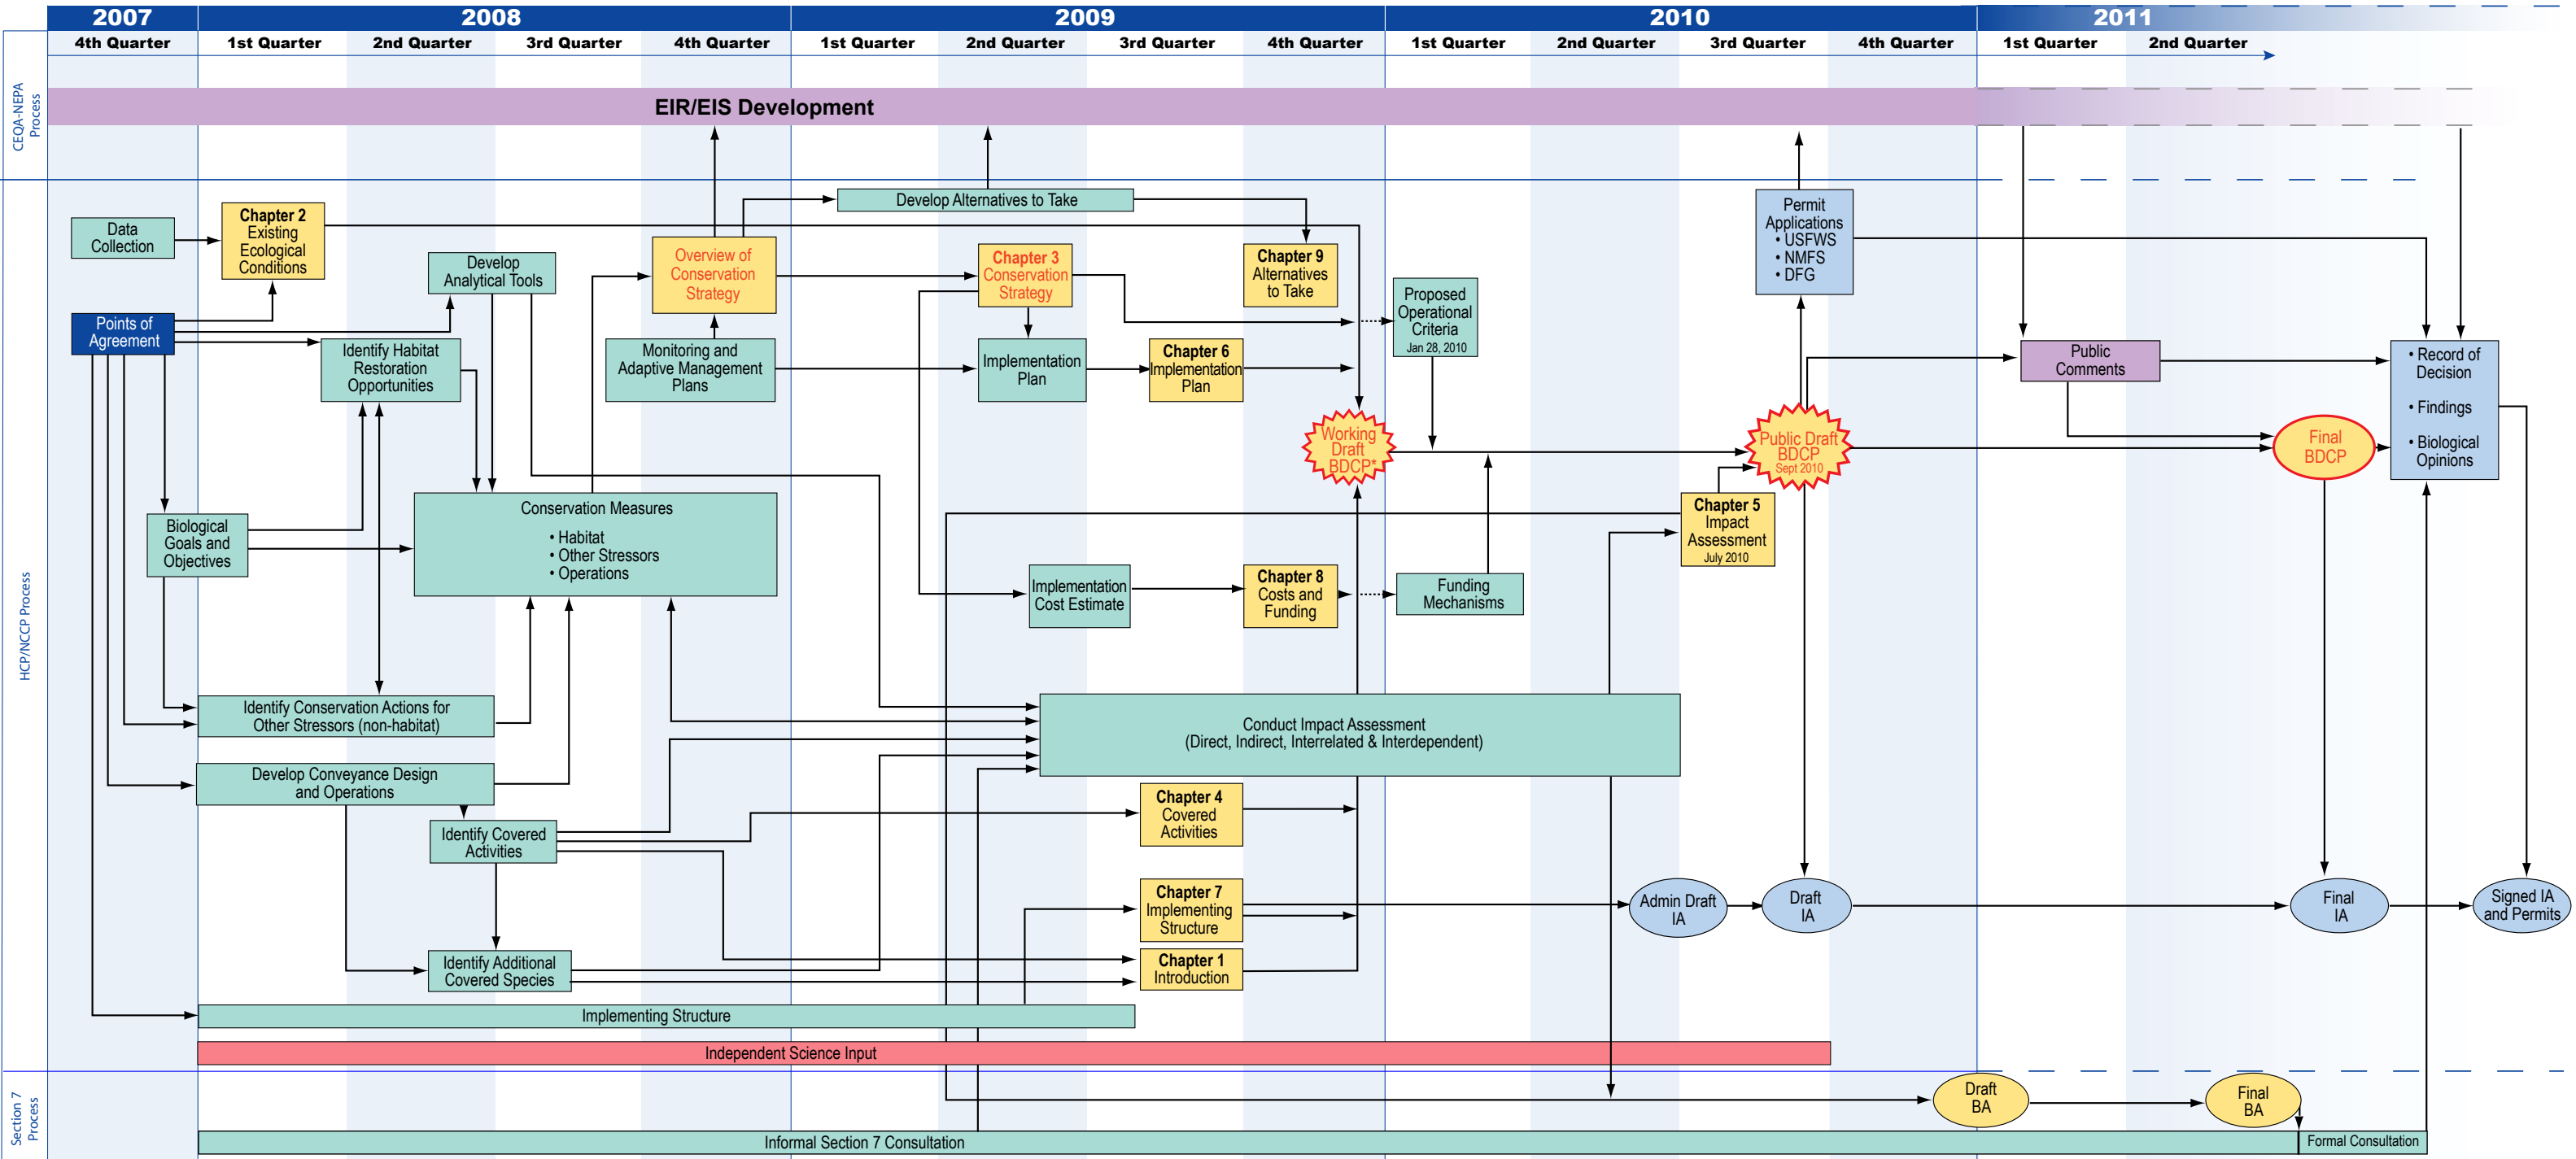 2007
2008
2009
2010
2011
4th Quarter
1st Quarter
2nd Quarter
3rd Quarter
4th Quarter
1st Quarter
2nd Quarter
3rd Quarter
4th Quarter
1st Quarter
2nd Quarter
3rd Quarter
4th Quarter
1st Quarter
2nd Quarter
CEQA-NEPA
Process
EIR/EIS Development
HCP/NCCP Process
Data
Collection
Chapter 2
Existing
Ecological
Conditions
Points of
Agreement
Develop
Analytical Tools
Identify Habitat
Restoration
Opportunities
Overview of
Conservation
Strategy
Monitoring and
Adaptive Management
Plans
Develop Alternatives to Take
Chapter 3
Conservation
Strategy
Implementation
Plan
Chapter 6
Implementation
Plan
Chapter 9
Alternatives
to Take
Proposed
Operational
Criteria
Jan 28, 2010
Permit
Applications
• USFWS
• NMFS
• DFG
Public
Comments
• Record of
Decision
• Findings
• Biological
Opinions
Working
Draft
BDCP*
Public Draft
BDCP
Sept 2010
Final
BDCP
Biological
Goals and
Objectives
Conservation Measures
• Habitat
• Other Stressors
• Operations
Chapter 5
Impact
Assessment
July 2010
Implementation
Cost Estimate
Chapter 8
Costs and
Funding
Funding
Mechanisms
Identify Conservation Actions for
Other Stressors (non-habitat)
Conduct Impact Assessment
(Direct, Indirect, Interrelated & Interdependent)
Develop Conveyance Design
and Operations
Identify Covered
Activities
Chapter 4
Covered
Activities
Chapter 7
Implementing
Structure
Admin Draft
IA
Draft
IA
Final
IA
Signed IA
and Permits
Identify Additional
Covered Species
Chapter 1
Introduction
Implementing Structure
Independent Science Input
Section 7
Process
Draft
BA
Final
BA
Informal Section 7 Consultation
Formal Consultation